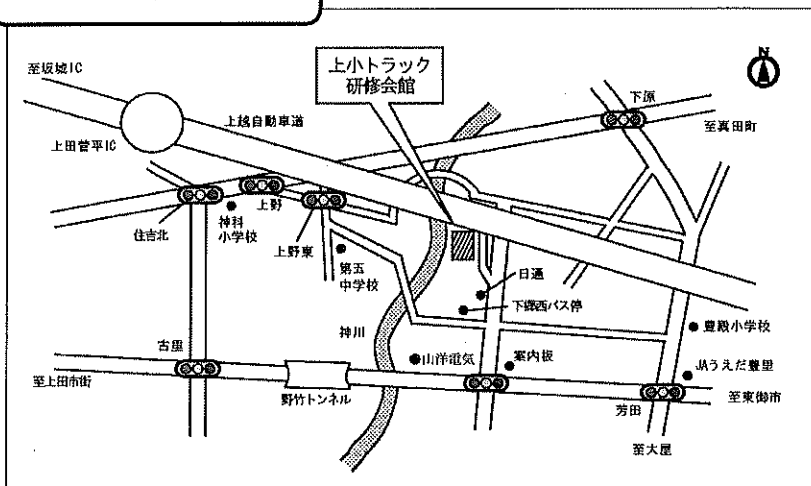 上小トラック
研修会館
N
至坂城IC
下原
上越自動車道
至真田町
上田菅平IC
上野
住吉北
神科
小学校
上野東
第五
中学校
日通
下郷西バス停
神川
豊殿小学校
古里
山洋電気
案内板
JAうえだ豊里
至上田市街
野竹トンネル
芳田
至東御市
至大屋